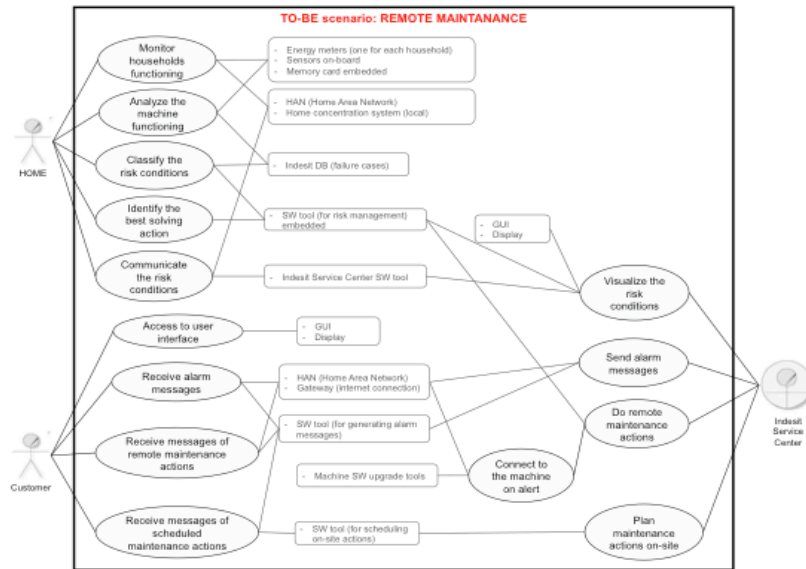 TO-BE scenario: REMOTE MAINTANANCE
Monitor
households
functioning
- Energy meters (one for each household)
- Sensors on-board
- Memory card embedded
Analyze the
machine
functioning
- HAN (Home Area Network)
- Home concentration system (local)
HOME
Classify the
risk conditions
- Indesit DB (failure cases)
Identify the
best solving
action
- SW tool (for risk management)
embedded
- GUI
- Display
Communicate
the risk
conditions
- Indesit Service Center SW tool
Visualize the
risk
conditions
Access to user
interface
- GUI
- Display
Receive alarm
messages
- HAN (Home Area Network)
- Gateway (internet connection)
Send alarm
messages
Indesit
Service
Center
- SW tool (for generating alarm
messages)
Do remote
maintenance
actions
Receive messages of
remote maintenance
actions
Customer
- Machine SW upgrade tools
Connect to
the machine
on alert
Receive messages of
scheduled
maintenance actions
- SW tool (for scheduling
on-site actions)
Plan
maintenance
actions on-site